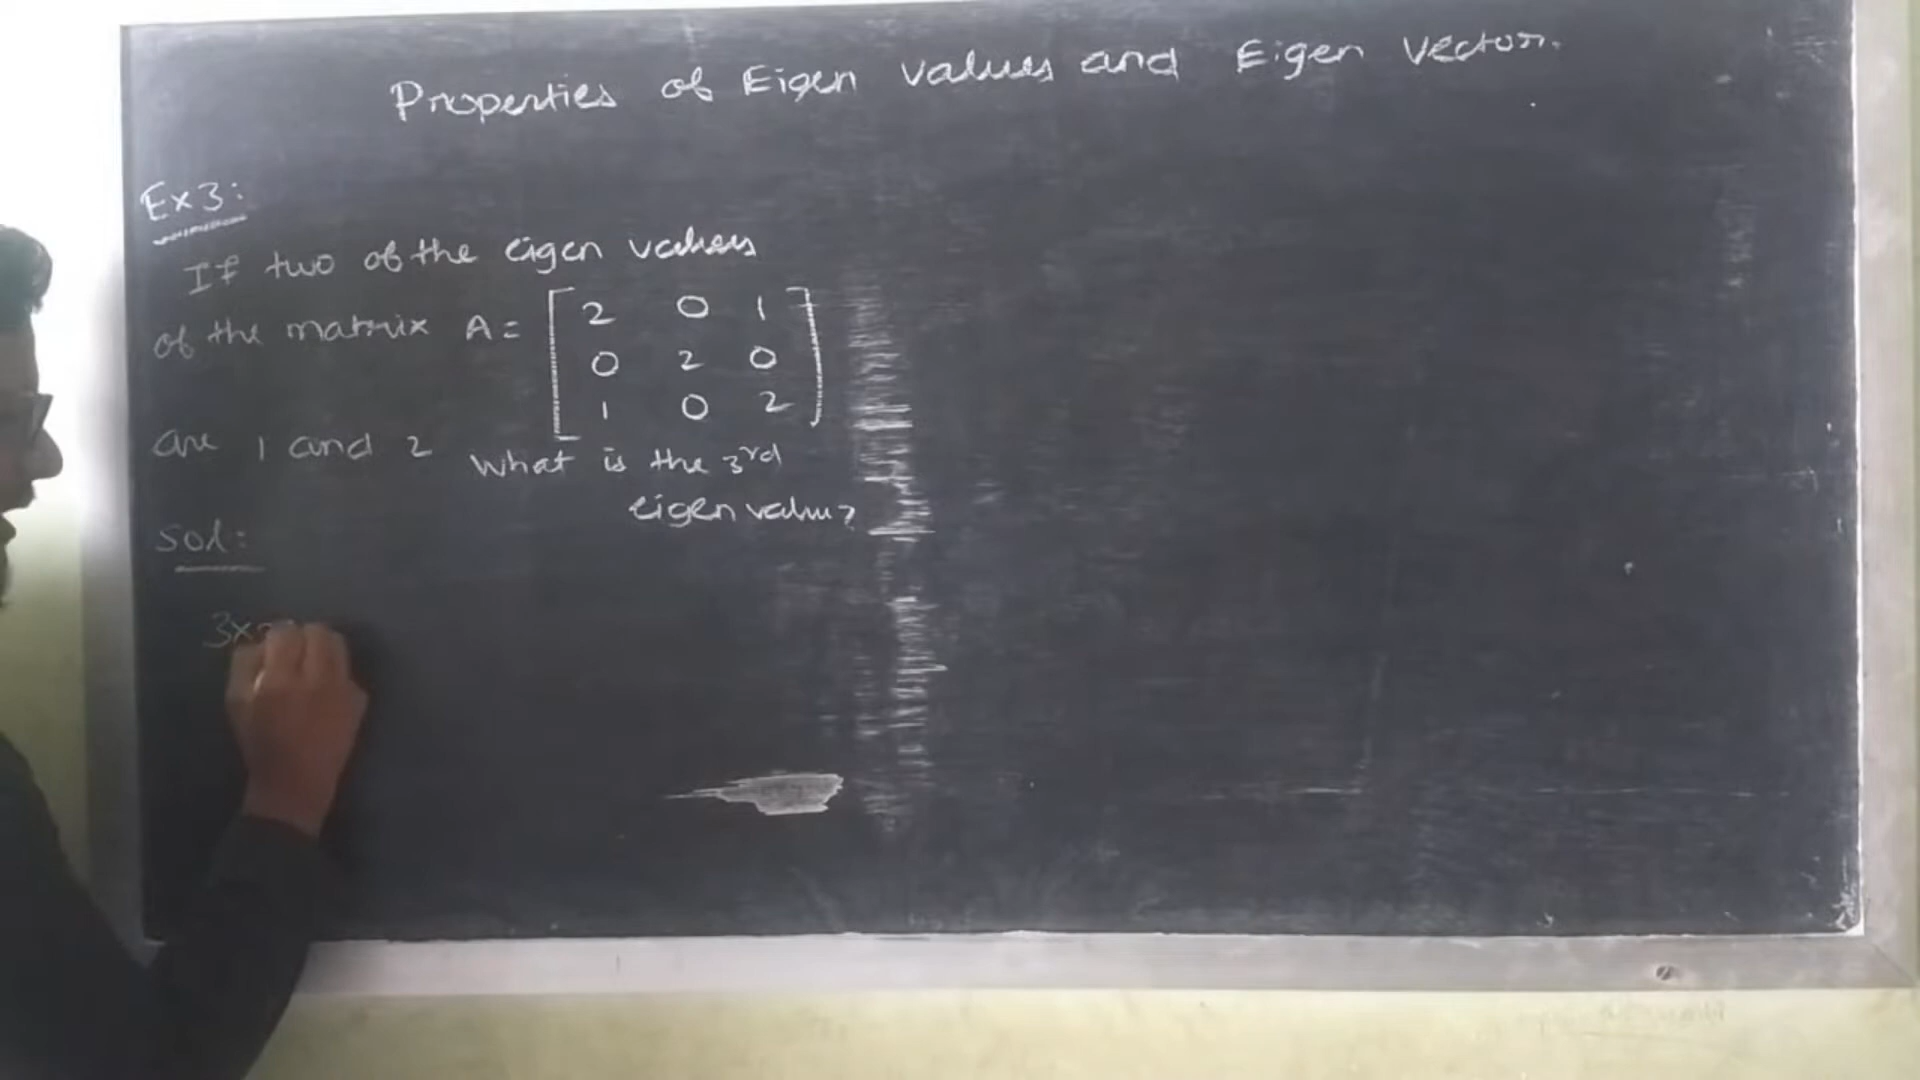 Properties of Eigen values and Eigen Vector.
Ex3:
If two of the eigen values
of the matrix A = [ 2 0 1
0 2 0
1 0 2 ]
are 1 and 2 What is the 3rd
eigen value?
Sol:
3x